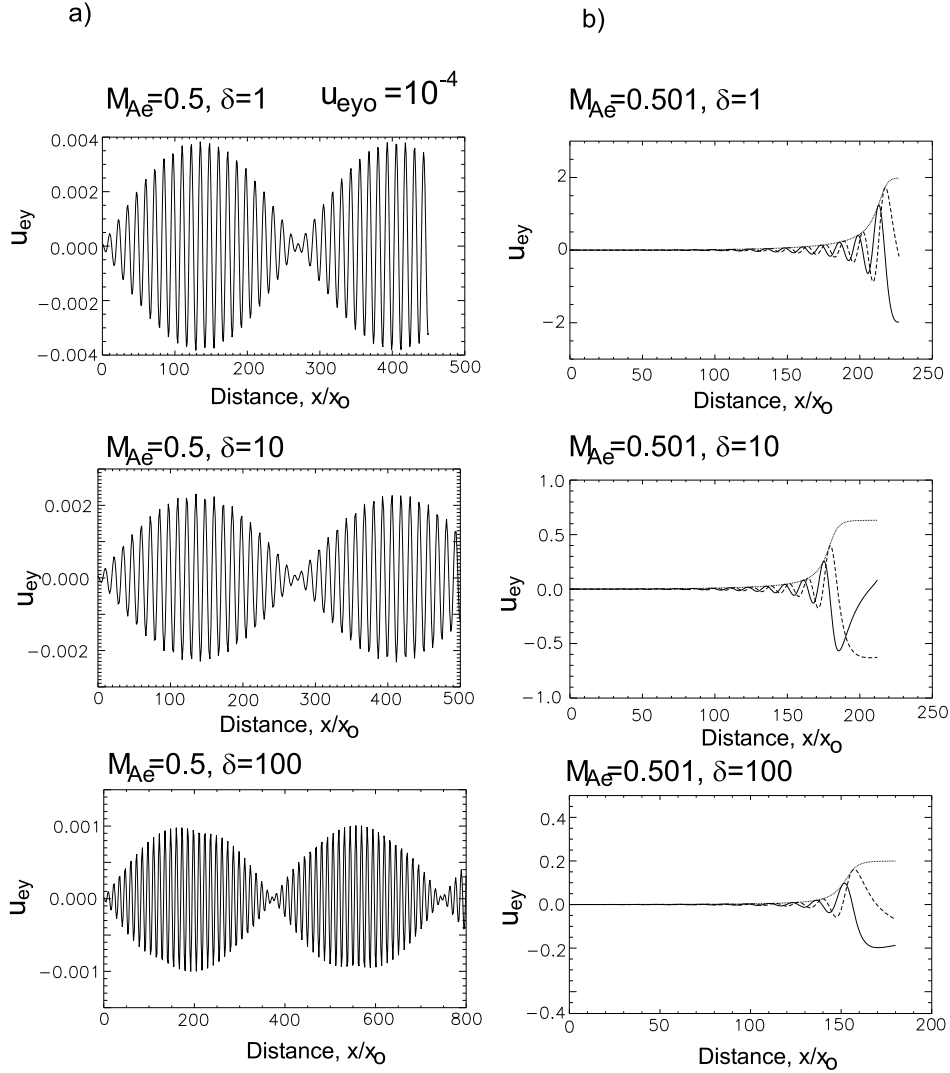 a)
M_Ae=0.5, δ=1
u_eyo =10^-4
0.004
0.002
0.000
−0.002
−0.004
u_ey
0 100 200 300 400 500
Distance, x/x_o
M_Ae=0.5, δ=10
0.002
0.000
−0.002
u_ey
0 100 200 300 400 500
Distance, x/x_o
M_Ae=0.5, δ=100
0.001
0.000
−0.001
u_ey
0 200 400 600 800
Distance, x/x_o
b)
M_Ae=0.501, δ=1
2
0
−2
u_ey
0 50 100 150 200 250
Distance, x/x_o
M_Ae=0.501, δ=10
1.0
0.5
0.0
−0.5
−1.0
u_ey
0 50 100 150 200 250
Distance, x/x_o
M_Ae=0.501, δ=100
0.4
0.2
0.0
−0.2
−0.4
u_ey
0 50 100 150 200
Distance, x/x_o